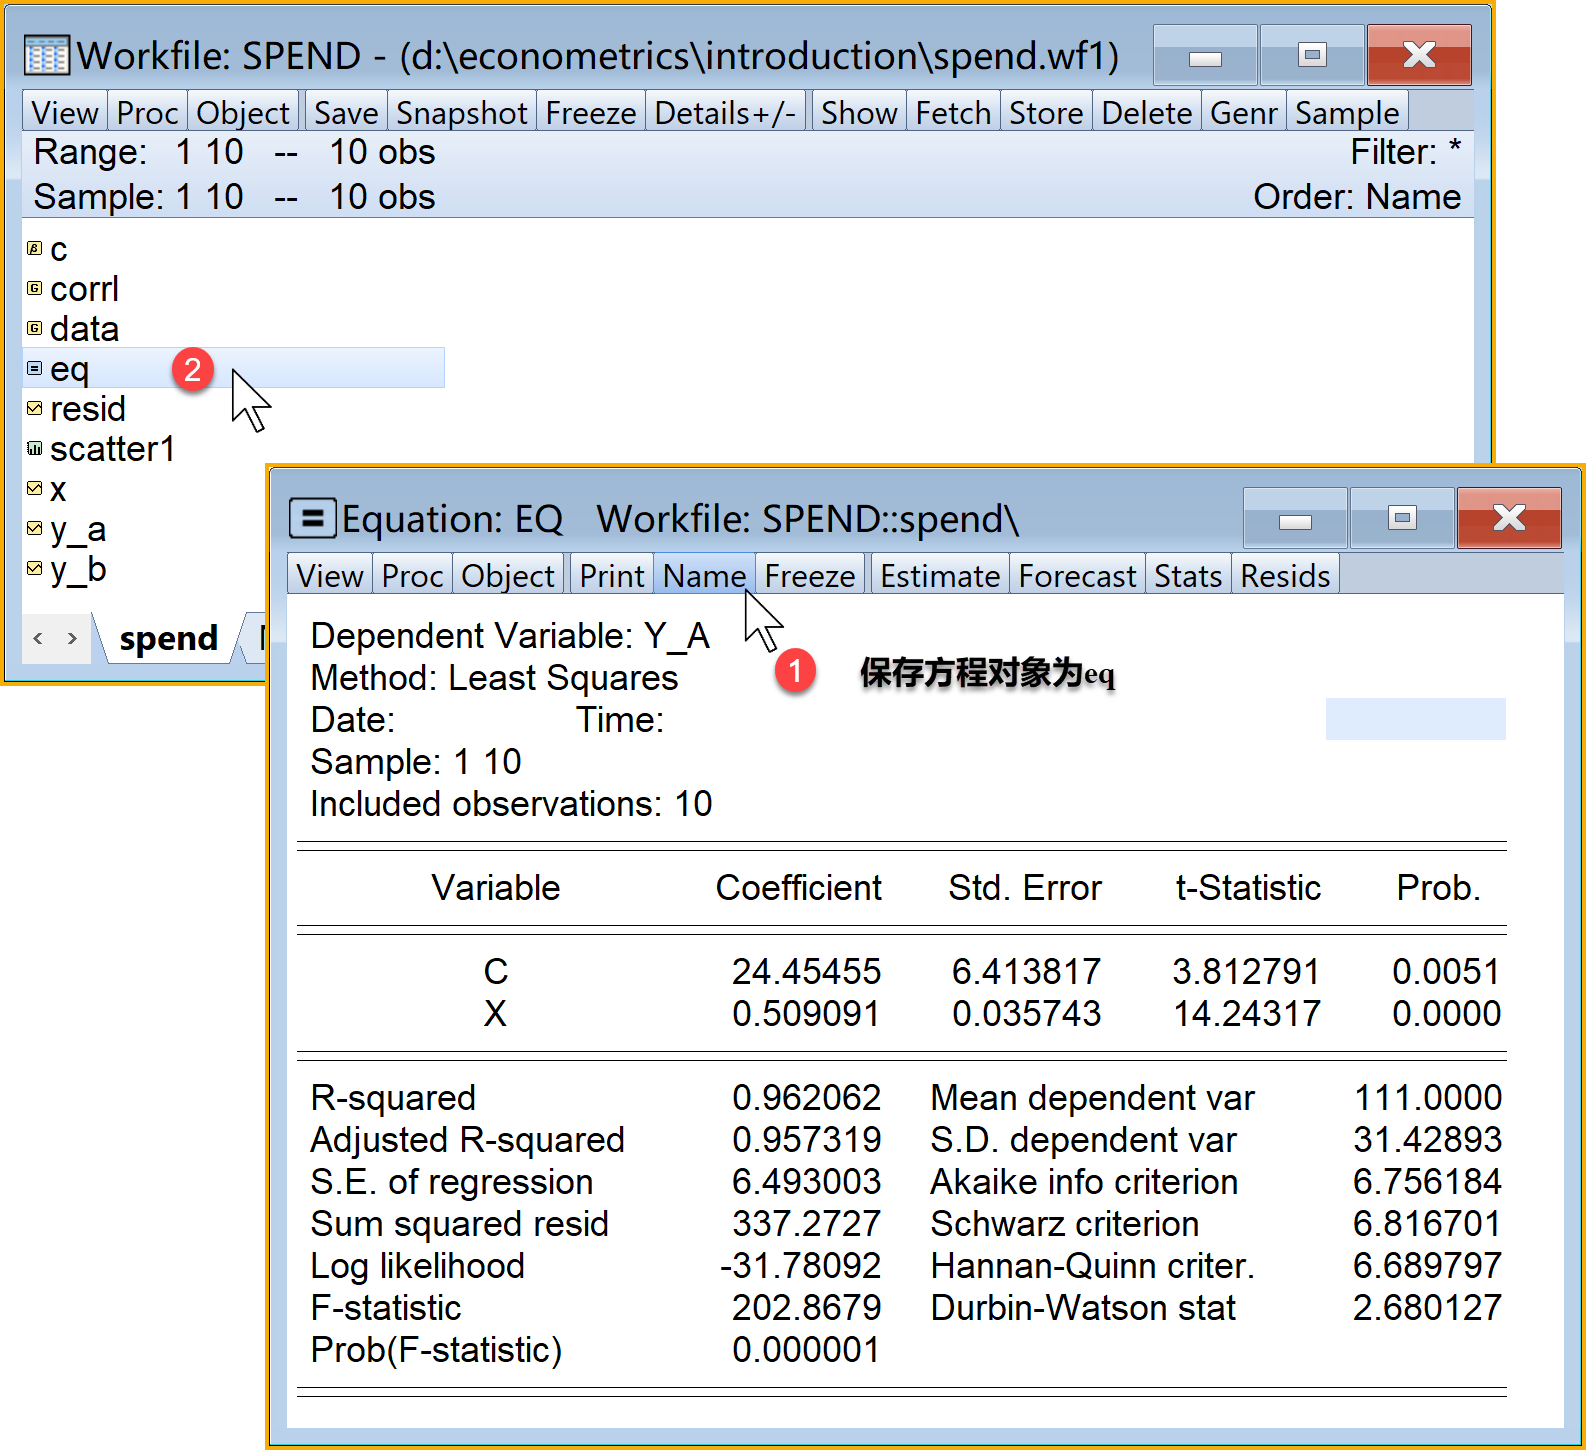 Workfile: SPEND - (d:\econometrics\introduction\spend.wf1)
View Proc Object Save Snapshot Freeze Details+/- Show Fetch Store Delete Genr Sample
Range: 1 10 -- 10 obs Filter: *
Sample: 1 10 -- 10 obs Order: Name
c
corrl
data
eq 2
resid
scatter1
x
y_a
y_b
< > spend
Equation: EQ Workfile: SPEND::spend\
View Proc Object Print Name Freeze Estimate Forecast Stats Resids
Dependent Variable: Y_A
Method: Least Squares
1 保存方程对象为eq
Date: Time:
Sample: 1 10
Included observations: 10
Variable Coefficient Std. Error t-Statistic Prob.
C 24.45455 6.413817 3.812791 0.0051
X 0.509091 0.035743 14.24317 0.0000
R-squared 0.962062 Mean dependent var 111.0000
Adjusted R-squared 0.957319 S.D. dependent var 31.42893
S.E. of regression 6.493003 Akaike info criterion 6.756184
Sum squared resid 337.2727 Schwarz criterion 6.816701
Log likelihood -31.78092 Hannan-Quinn criter. 6.689797
F-statistic 202.8679 Durbin-Watson stat 2.680127
Prob(F-statistic) 0.000001